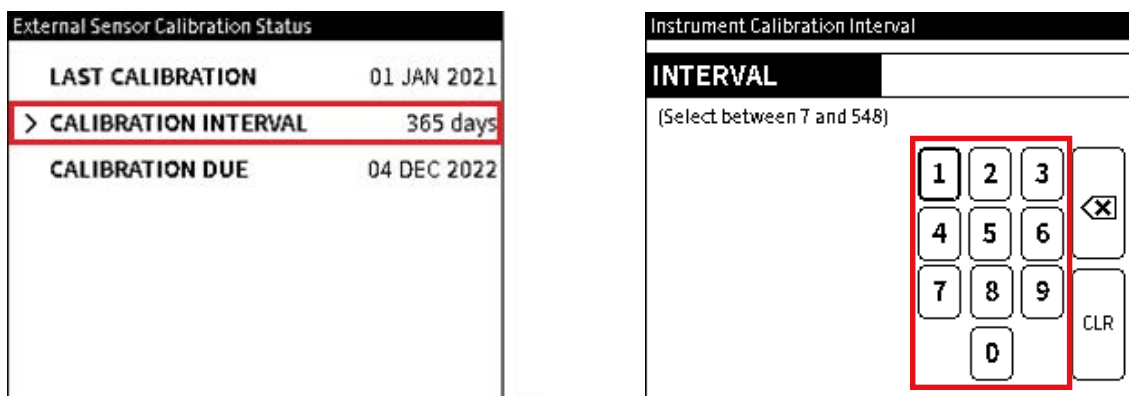 External Sensor Calibration Status
LAST CALIBRATION 01 JAN 2021
> CALIBRATION INTERVAL 365 days
CALIBRATION DUE 04 DEC 2022
Instrument Calibration Interval
INTERVAL
(Select between 7 and 548)
1 2 3
4 5 6
7 8 9
0
CLR